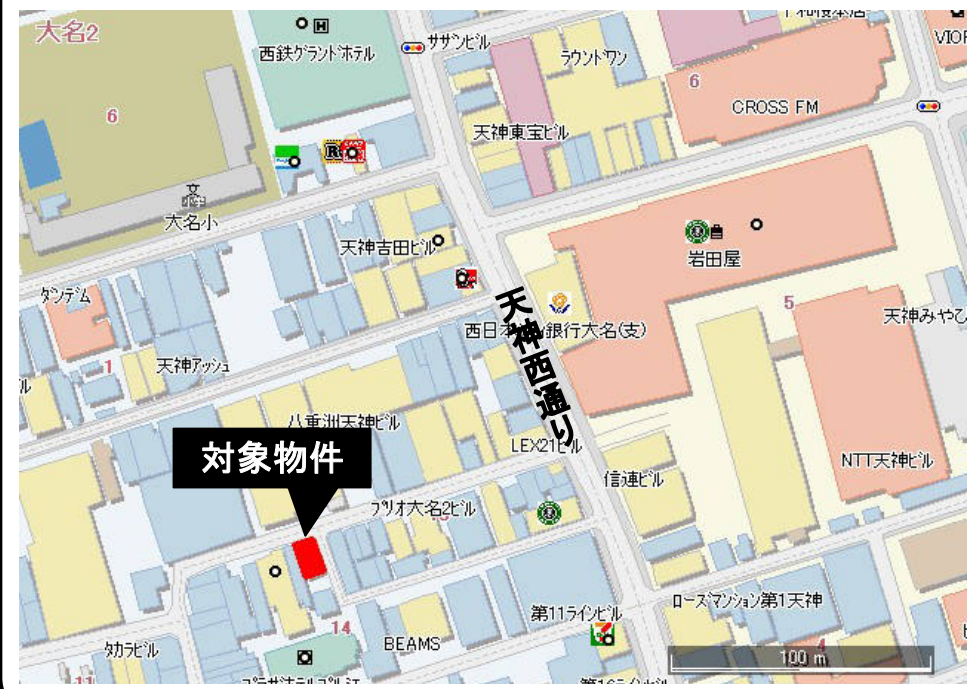 大名2
西鉄グランドホテル
ササンビル
ラウンドワン
6
CROSS FM
6
天神東宝ビル
大名小
天神吉田ビル
岩田屋
タンデム
5
天神みやび
西日本
銀行大名(支)
天神西通り
1
天神アッシュ
八重洲天神ビル
LEX21ビル
対象物件
信連ビル
NTT天神ビル
プリオ大名2ビル
ローズマンション第1天神
第11ラインビル
14
BEAMS
タカラビル
4
100 m
11